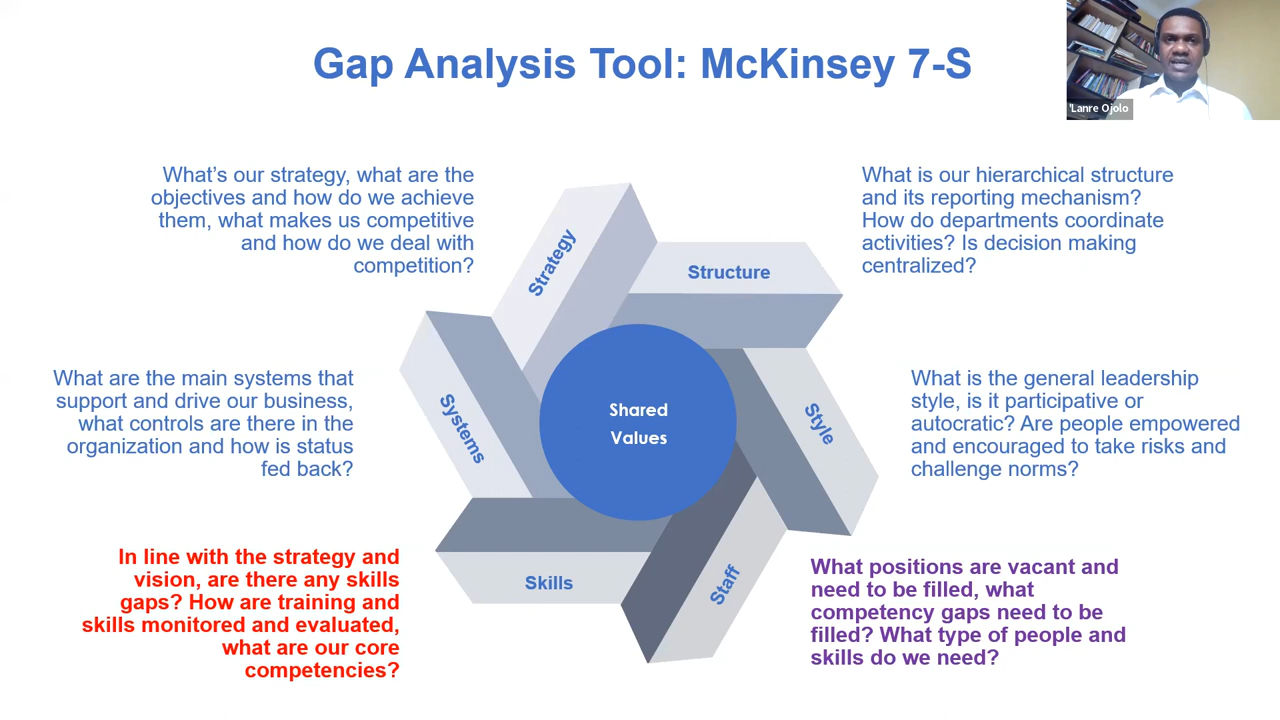 Gap Analysis Tool: McKinsey 7-S
'Lanre Ojolo
What’s our strategy, what are the
objectives and how do we achieve
them, what makes us competitive
and how do we deal with
competition?
What is our hierarchical structure
and its reporting mechanism?
How do departments coordinate
activities? Is decision making
centralized?
Strategy
Structure
What are the main systems that
support and drive our business,
what controls are there in the
organization and how is status
fed back?
Systems
Shared
Values
Style
What is the general leadership
style, is it participative or
autocratic? Are people empowered
and encouraged to take risks and
challenge norms?
In line with the strategy and
vision, are there any skills
gaps? How are training and
skills monitored and evaluated,
what are our core
competencies?
Skills
Staff
What positions are vacant and
need to be filled, what
competency gaps need to be
filled? What type of people and
skills do we need?